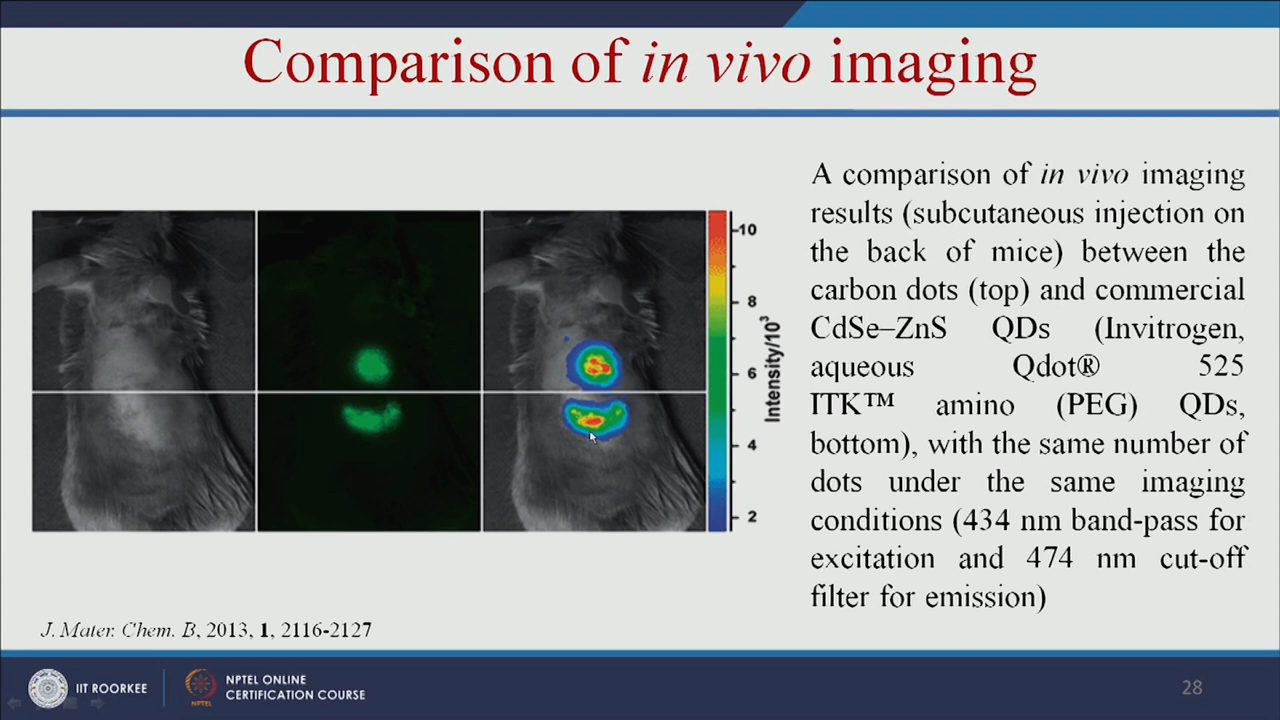 Comparison of in vivo imaging
A comparison of in vivo imaging
results (subcutaneous injection on
the back of mice) between the
carbon dots (top) and commercial
CdSe–ZnS QDs (Invitrogen,
aqueous Qdot® 525
ITK™ amino (PEG) QDs,
bottom), with the same number of
dots under the same imaging
conditions (434 nm band-pass for
excitation and 474 nm cut-off
filter for emission)
10
8
6
4
2
Intensity/10³
J. Mater. Chem. B, 2013, 1, 2116-2127
IIT ROORKEE
NPTEL
NPTEL ONLINE
CERTIFICATION COURSE
28